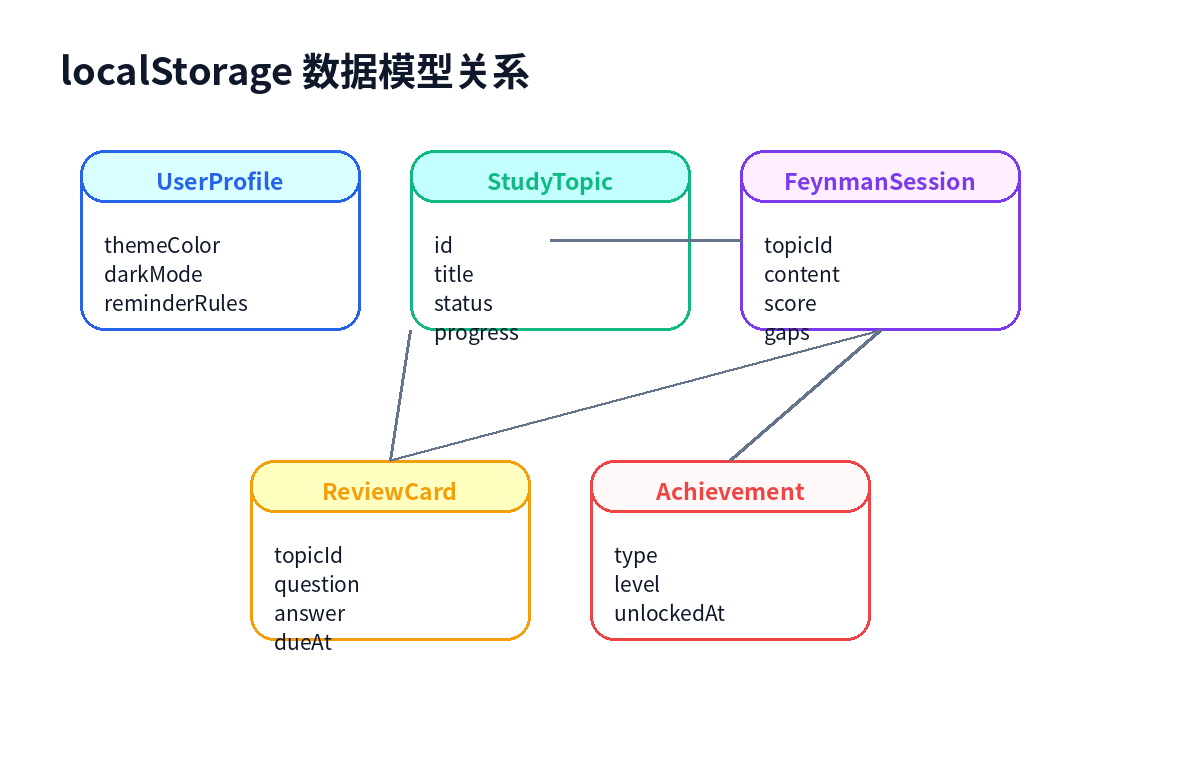 localStorage 数据模型关系
UserProfile
themeColor
darkMode
reminderRules
StudyTopic
id
title
status
progress
FeynmanSession
topicId
content
score
gaps
ReviewCard
topicId
question
answer
dueAt
Achievement
type
level
unlockedAt